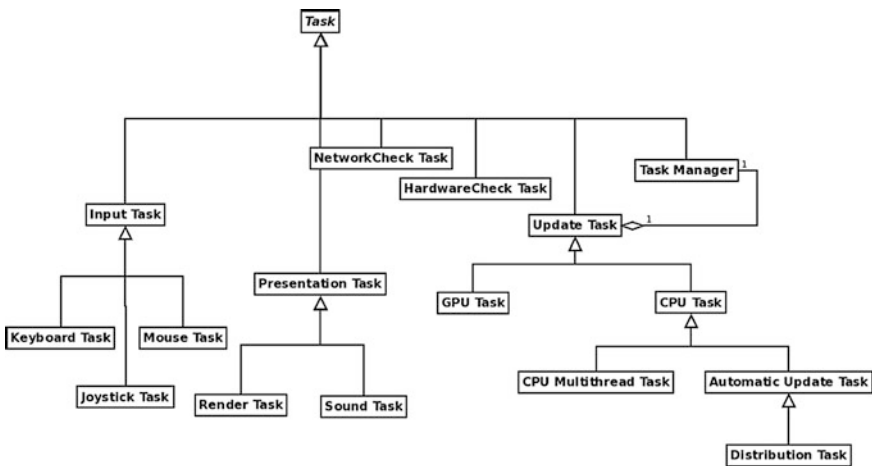 Task
NetworkCheck Task
Task Manager
1
HardwareCheck Task
Input Task
Update Task
1
Presentation Task
GPU Task
CPU Task
Keyboard Task
Mouse Task
Joystick Task
Render Task
Sound Task
CPU Multithread Task
Automatic Update Task
Distribution Task